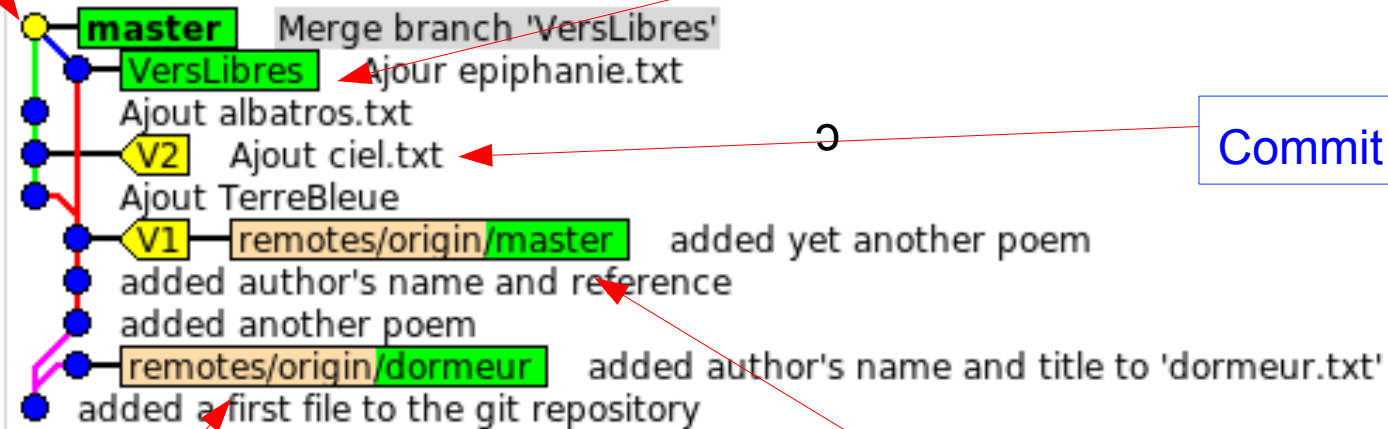 master Merge branch 'VersLibres'
VersLibres Ajour epiphanie.txt
Ajout albatros.txt
V2 Ajout ciel.txt
ɔ
Commit
Ajout TerreBleue
V1 remotes/origin/master added yet another poem
added author's name and reference
added another poem
remotes/origin/dormeur added author's name and title to 'dormeur.txt'
added a first file to the git repository